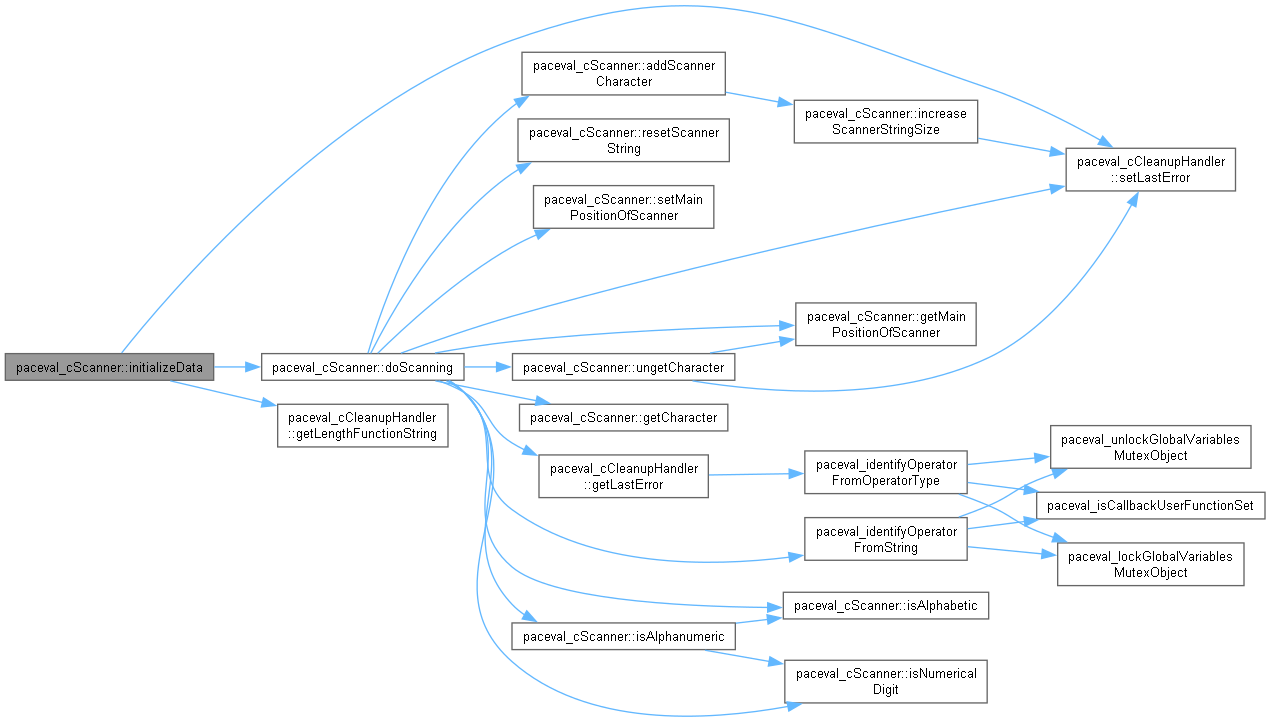 paceval_cScanner::addScanner
Character
paceval_cScanner::increase
ScannerStringSize
paceval_cScanner::resetScanner
String
paceval_cCleanupHandler
::setLastError
paceval_cScanner::setMain
PositionOfScanner
paceval_cScanner::getMain
PositionOfScanner
paceval_cScanner::initializeData
paceval_cScanner::doScanning
paceval_cScanner::ungetCharacter
paceval_cCleanupHandler
::getLengthFunctionString
paceval_cScanner::getCharacter
paceval_unlockGlobalVariables
MutexObject
paceval_cCleanupHandler
::getLastError
paceval_identifyOperator
FromOperatorType
paceval_isCallbackUserFunctionSet
paceval_identifyOperator
FromString
paceval_lockGlobalVariables
MutexObject
paceval_cScanner::isAlphabetic
paceval_cScanner::isAlphanumeric
paceval_cScanner::isNumerical
Digit